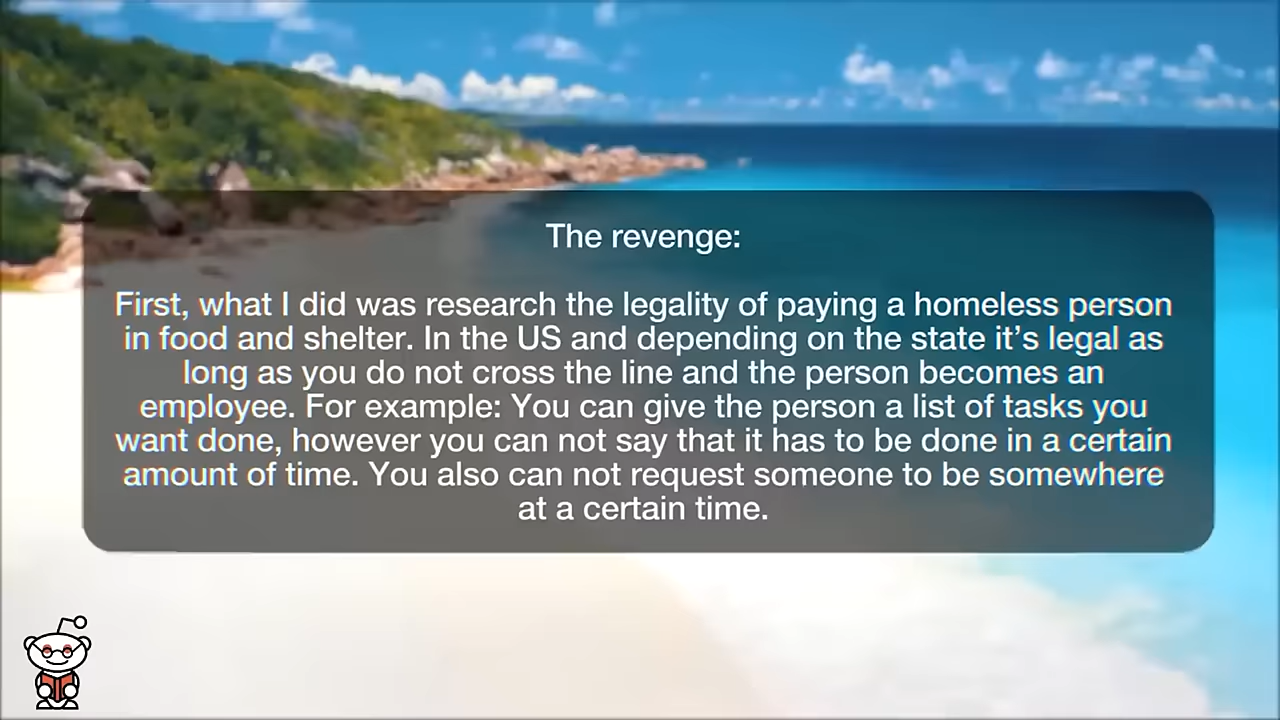 The revenge:
First, what I did was research the legality of paying a homeless person
in food and shelter. In the US and depending on the state it’s legal as
long as you do not cross the line and the person becomes an
employee. For example: You can give the person a list of tasks you
want done, however you can not say that it has to be done in a certain
amount of time. You also can not request someone to be somewhere
at a certain time.